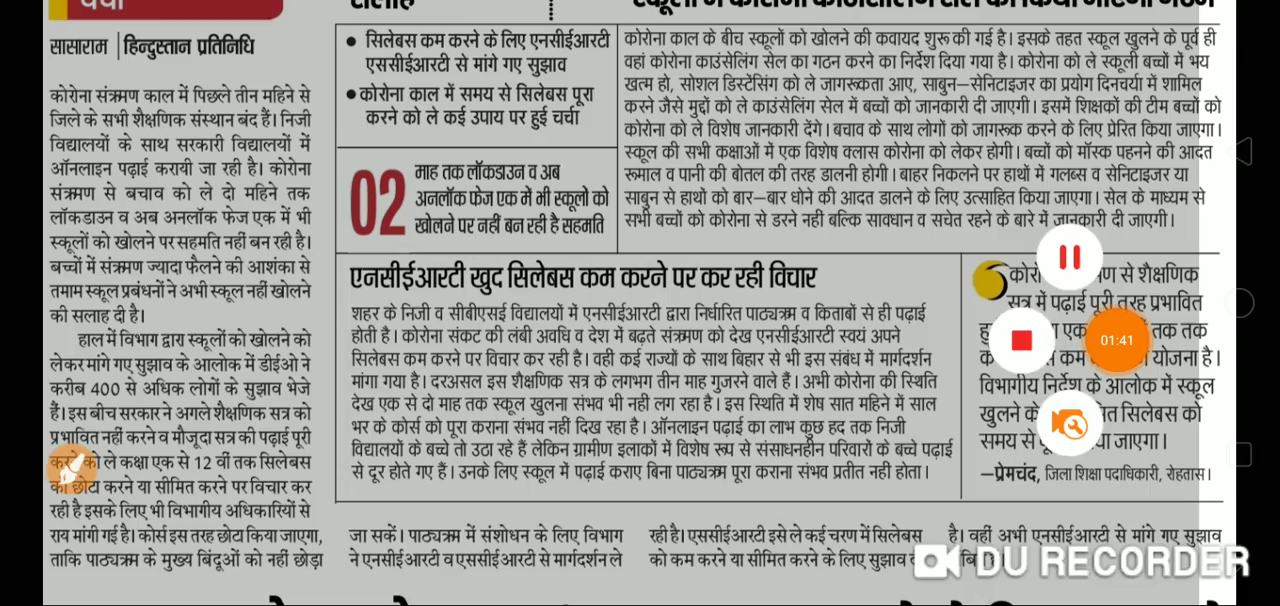 चर्चा
सलाह
सासाराम | हिन्दुस्तान प्रतिनिधि
कोरोना संक्रमण काल में पिछले तीन महिने से
जिले के सभी शैक्षणिक संस्थान बंद हैं। निजी
विद्यालयों के साथ सरकारी विद्यालयों में
ऑनलाइन पढ़ाई करायी जा रही है। कोरोना
संक्रमण से बचाव को ले दो महिने तक
लॉकडाउन व अब अनलॉक फेज एक में भी
स्कूलों को खोलने पर सहमति नहीं बन रही है।
बच्चों में संक्रमण ज्यादा फैलने की आशंका से
तमाम स्कूल प्रबंधनों ने अभी स्कूल नहीं खोलने
की सलाह दी है।
हाल में विभाग द्वारा स्कूलों को खोलने को
लेकर मांगे गए सुझाव के आलोक में डीईओ ने
करीब 400 से अधिक लोगों के सुझाव भेजे
हैं। इस बीच सरकार ने अगले शैक्षणिक सत्र को
प्रभावित नहीं करने व मौजूदा सत्र की पढ़ाई पूरी
करने को ले कक्षा एक से 12 वीं तक सिलेबस
को छोटा करने या सीमित करने पर विचार कर
रही है इसके लिए भी विभागीय अधिकारियों से
राय मांगी गई है। कोर्स इस तरह छोटा किया जाएगा,
ताकि पाठ्यक्रम के मुख्य बिंदूओं को नहीं छोड़ा
● सिलेबस कम करने के लिए एनसीईआरटी
एससीईआरटी से मांगे गए सुझाव
● कोरोना काल में समय से सिलेबस पूरा
करने को ले कई उपाय पर हुई चर्चा
02 माह तक लॉकडाउन व अब
अनलॉक फेज एक में भी स्कूलों को
खोलने पर नहीं बन रही है सहमति
कोरोना काल के बीच स्कूलों को खोलने की कवायद शुरू की गई है। इसके तहत स्कूल खुलने के पूर्व ही
वहां कोरोना काउंसेलिंग सेल का गठन करने का निर्देश दिया गया है। कोरोना को ले स्कूली बच्चों में भय
खत्म हो, सोशल डिस्टेंसिंग को ले जागरूकता आए, साबुन–सेनिटाइजर का प्रयोग दिनचर्या में शामिल
करने जैसे मुद्दों को ले काउंसेलिंग सेल में बच्चों को जानकारी दी जाएगी। इसमें शिक्षकों की टीम बच्चों को
कोरोना को ले विशेष जानकारी देंगे। बचाव के साथ लोगों को जागरूक करने के लिए प्रेरित किया जाएगा।
स्कूल की सभी कक्षाओं में एक विशेष क्लास कोरोना को लेकर होगी। बच्चों को मॉस्क पहनने की आदत
रूमाल व पानी की बोतल की तरह डालनी होगी। बाहर निकलने पर हाथों में गलब्स व सेनिटाइजर या
साबुन से हाथों को बार–बार धोने की आदत डालने के लिए उत्साहित किया जाएगा। सेल के माध्यम से
सभी बच्चों को कोरोना से डरने नही बल्कि सावधान व सचेत रहने के बारे में जानकारी दी जाएगी।
एनसीईआरटी खुद सिलेबस कम करने पर कर रही विचार
शहर के निजी व सीबीएसई विद्यालयों में एनसीईआरटी द्वारा निर्धारित पाठ्यक्रम व किताबों से ही पढ़ाई
होती है। कोरोना संकट की लंबी अवधि व देश में बढ़ते संक्रमण को देख एनसीईआरटी स्वयं अपने
सिलेबस कम करने पर विचार कर रही है। वही कई राज्यों के साथ बिहार से भी इस संबंध में मार्गदर्शन
मांगा गया है। दरअसल इस शैक्षणिक सत्र के लगभग तीन माह गुजरने वाले हैं। अभी कोरोना की स्थिति
देख एक से दो माह तक स्कूल खुलना संभव भी नही लग रहा है। इस स्थिति में शेष सात महिने में साल
भर के कोर्स को पूरा कराना संभव नहीं दिख रहा है। ऑनलाइन पढ़ाई का लाभ कुछ हद तक निजी
विद्यालयों के बच्चे तो उठा रहे हैं लेकिन ग्रामीण इलाकों में विशेष रूप से संसाधनहीन परिवारों के बच्चे पढ़ाई
से दूर होते गए हैं। उनके लिए स्कूल में पढ़ाई कराए बिना पाठ्यक्रम पूरा कराना संभव प्रतीत नही होता।
से शैक्षणिक
सत्र में पढ़ाई पूरी तरह प्रभावित
एक तक तक
कम योजना है।
विभागीय निर्देश के आलोक में स्कूल
खुलने सिलेबस को
समय से जाएगा।
–प्रेमचंद, जिला शिक्षा पदाधिकारी, रोहतास।
जा सकें। पाठ्यक्रम में संशोधन के लिए विभाग
ने एनसीईआरटी व एससीईआरटी से मार्गदर्शन ले
रही है। एससीईआरटी इसे ले कई चरण में सिलेबस
को कम करने या सीमित करने के लिए सुझाव
है। वहीं अभी एनसीईआरटी से मांगे गए सुझाव
01:41
DU RECORDER